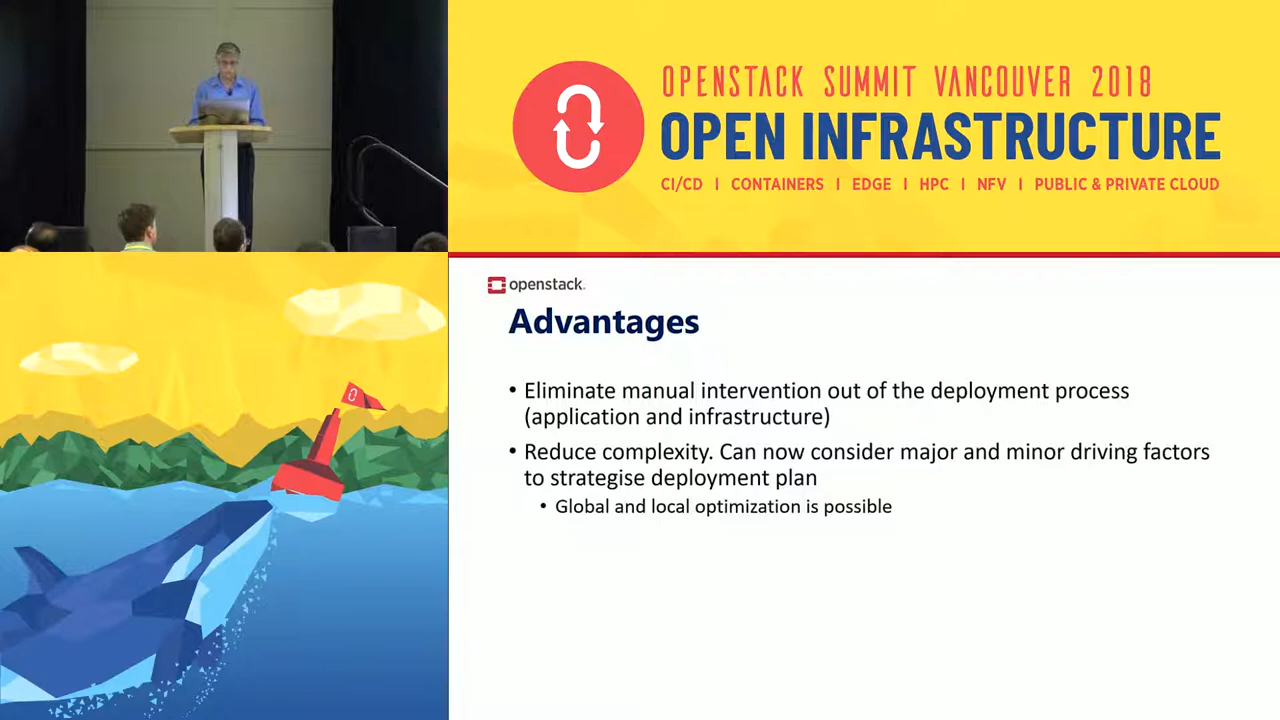 OPENSTACK SUMMIT VANCOUVER 2018
OPEN INFRASTRUCTURE
CI/CD | CONTAINERS | EDGE | HPC | NFV | PUBLIC & PRIVATE CLOUD
openstack.
Advantages
• Eliminate manual intervention out of the deployment process
(application and infrastructure)
• Reduce complexity. Can now consider major and minor driving factors
to strategise deployment plan
• Global and local optimization is possible